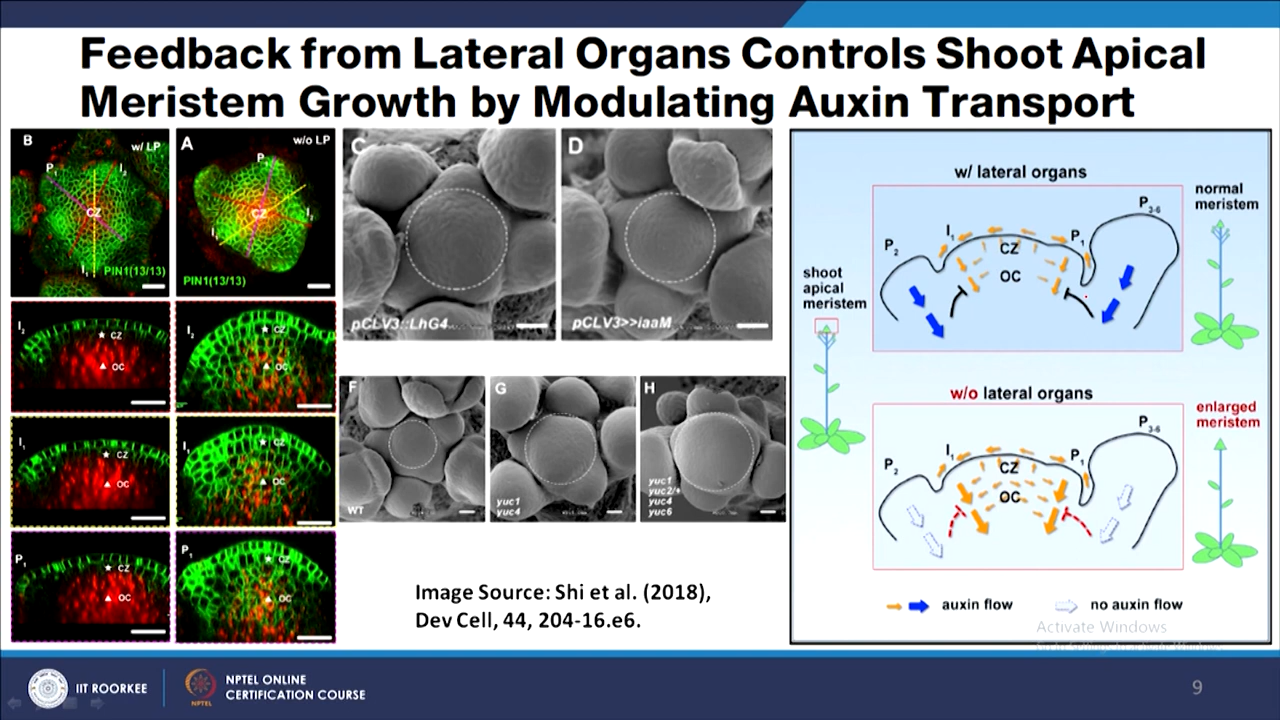 Feedback from Lateral Organs Controls Shoot Apical
Meristem Growth by Modulating Auxin Transport
B
w/ LP
P1
I2
CZ
I1
PIN1(13/13)
A
w/o LP
P1
I2
CZ
I1
PIN1(13/13)
I2
CZ
OC
I2
CZ
OC
I1
CZ
OC
I1
CZ
OC
P1
CZ
OC
P1
CZ
OC
C
pCLV3::LhG4
D
pCLV3>>iaaM
F
WT
G
yuc1
yuc4
H
yuc1
yuc2/+
yuc4
yuc6
Image Source: Shi et al. (2018),
Dev Cell, 44, 204-16.e6.
shoot
apical
meristem
w/ lateral organs
P2
I1
CZ
OC
P1
P3-6
normal
meristem
w/o lateral organs
P2
I1
CZ
OC
P1
P3-6
enlarged
meristem
auxin flow
no auxin flow
Activate Windows
IIT ROORKEE
NPTEL
NPTEL ONLINE
CERTIFICATION COURSE
9